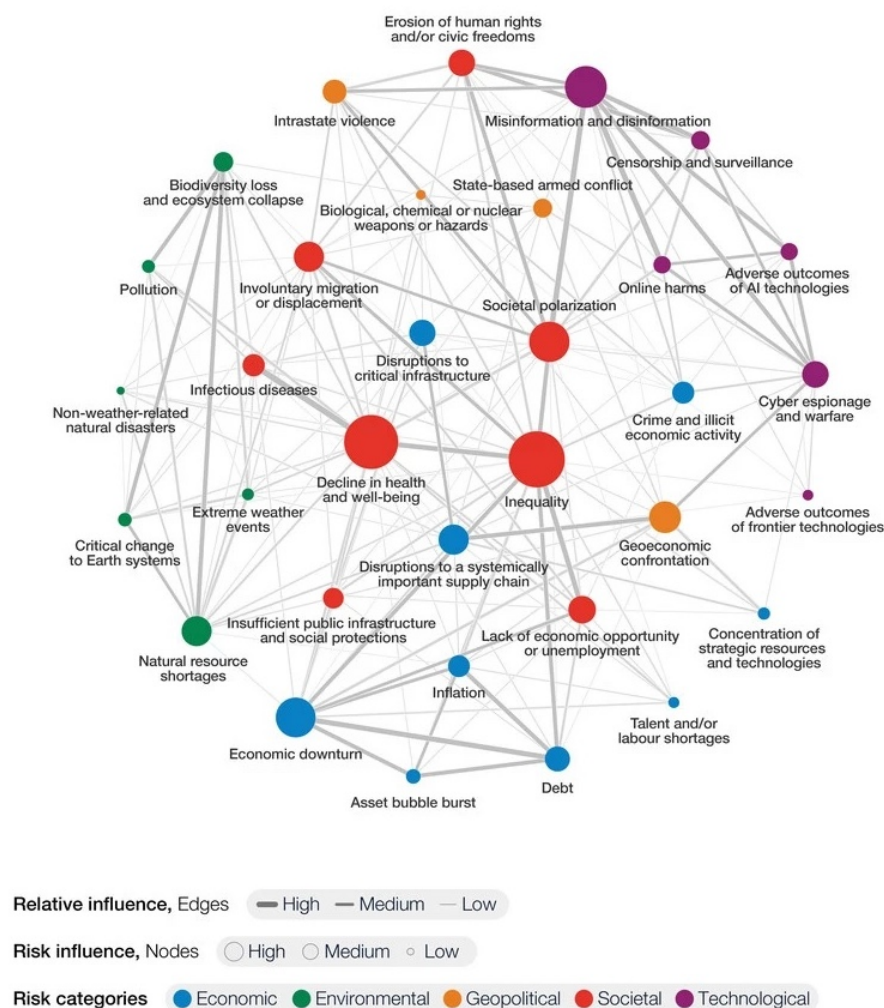 Erosion of human rights
and/or civic freedoms
Intrastate violence
Misinformation and disinformation
Censorship and surveillance
Biodiversity loss
and ecosystem collapse
State-based armed conflict
Biological, chemical or nuclear
weapons or hazards
Pollution
Involuntary migration
or displacement
Online harms
Adverse outcomes
of AI technologies
Societal polarization
Disruptions to
critical infrastructure
Infectious diseases
Non-weather-related
natural disasters
Crime and illicit
economic activity
Cyber espionage
and warfare
Decline in health
and well-being
Inequality
Extreme weather
events
Adverse outcomes
of frontier technologies
Critical change
to Earth systems
Geoeconomic
confrontation
Disruptions to a systemically
important supply chain
Insufficient public infrastructure
and social protections
Lack of economic opportunity
or unemployment
Concentration of
strategic resources
and technologies
Natural resource
shortages
Inflation
Talent and/or
labour shortages
Economic downturn
Debt
Asset bubble burst
Relative influence, Edges High Medium Low
Risk influence, Nodes High Medium Low
Risk categories Economic Environmental Geopolitical Societal Technological